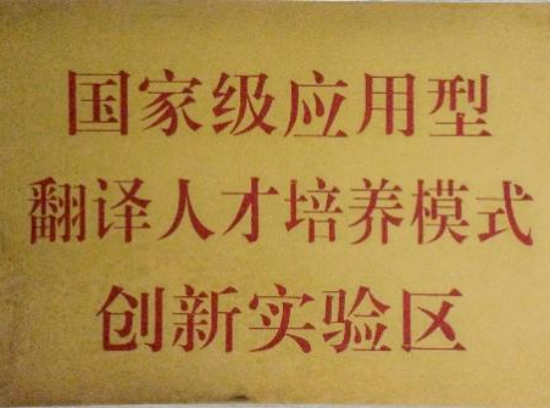 国家级应用型
翻译人才培养模式
创新实验区